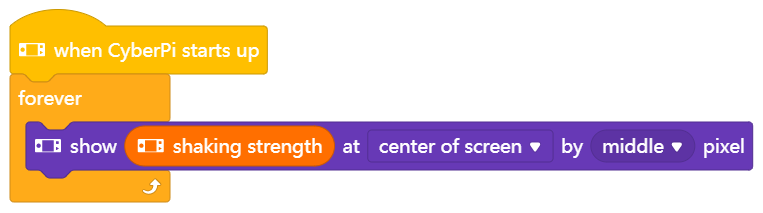 when CyberPi starts up
forever
show shaking strength at center of screen by middle pixel